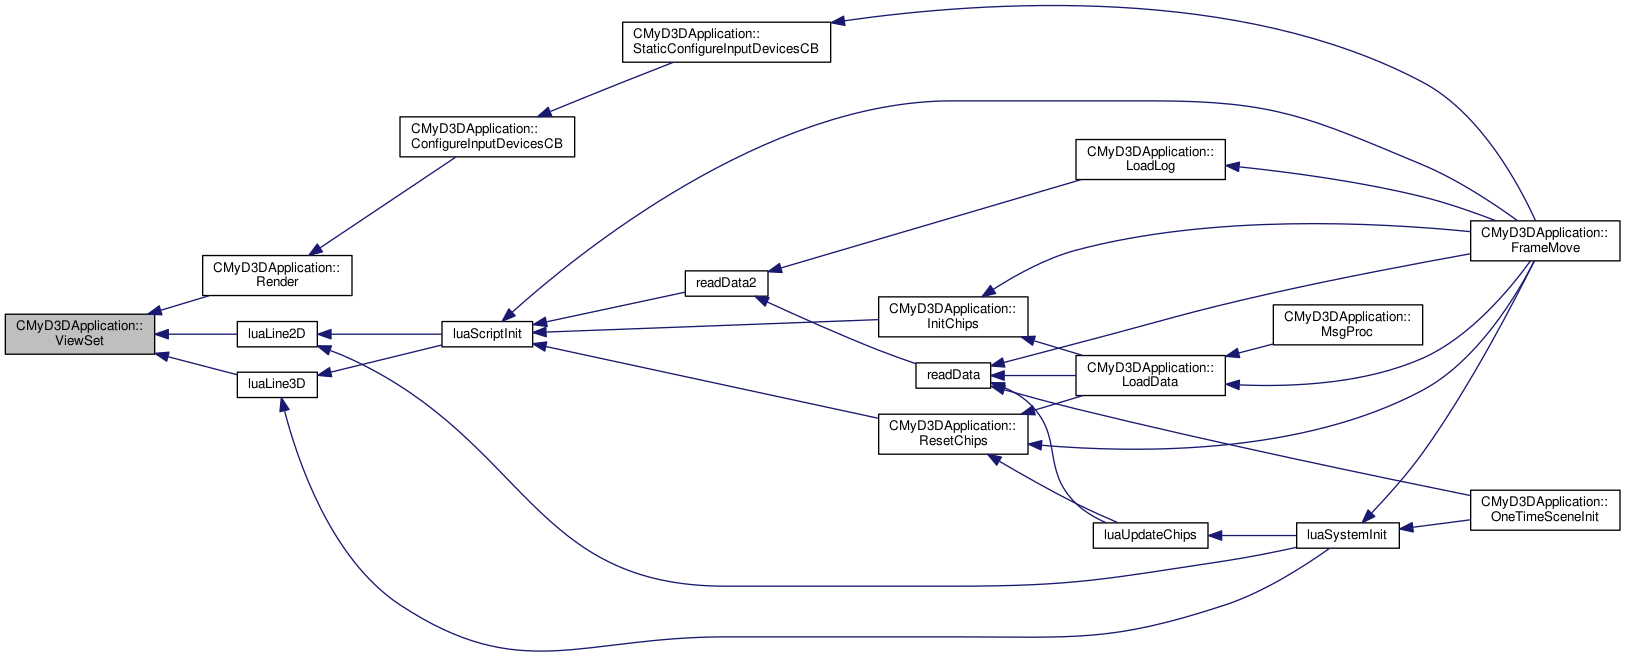 CMyD3DApplication::
StaticConfigureInputDevicesCB
CMyD3DApplication::
ConfigureInputDevicesCB
CMyD3DApplication::
LoadLog
CMyD3DApplication::
FrameMove
CMyD3DApplication::
Render
readData2
CMyD3DApplication::
InitChips
CMyD3DApplication::
MsgProc
CMyD3DApplication::
ViewSet
luaLine2D
luaScriptInit
luaLine3D
readData
CMyD3DApplication::
LoadData
CMyD3DApplication::
ResetChips
CMyD3DApplication::
OneTimeSceneInit
luaUpdateChips
luaSystemInit